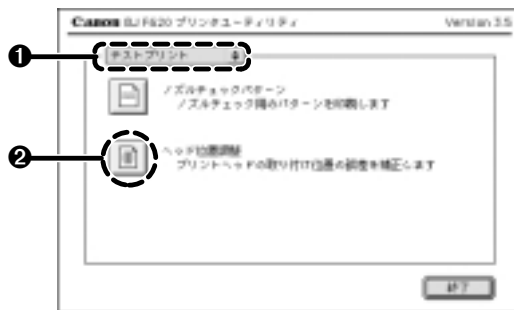 Canon BJ F620 プリンタユーティリティ Version 3.5
❶ テストプリント
ノズルチェックパターン
ノズルチェック用のパターンを印刷します
❷ ヘッド位置調整
プリントヘッドの取り付け位置の調整を補正します
終了